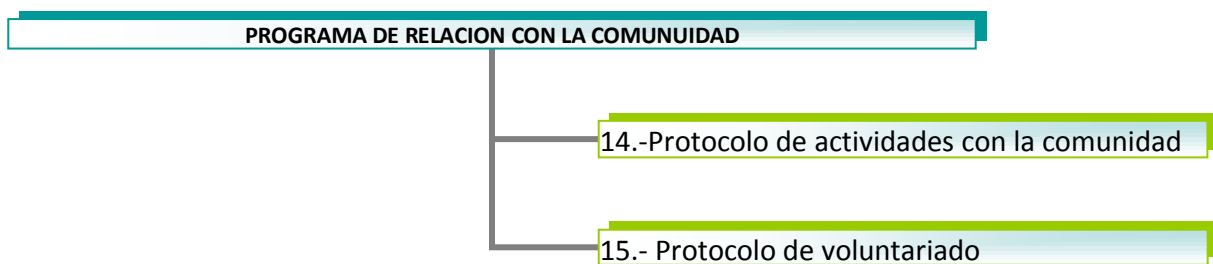 PROGRAMA DE RELACION CON LA COMUNUIDAD
14.-Protocolo de actividades con la comunidad
15.- Protocolo de voluntariado